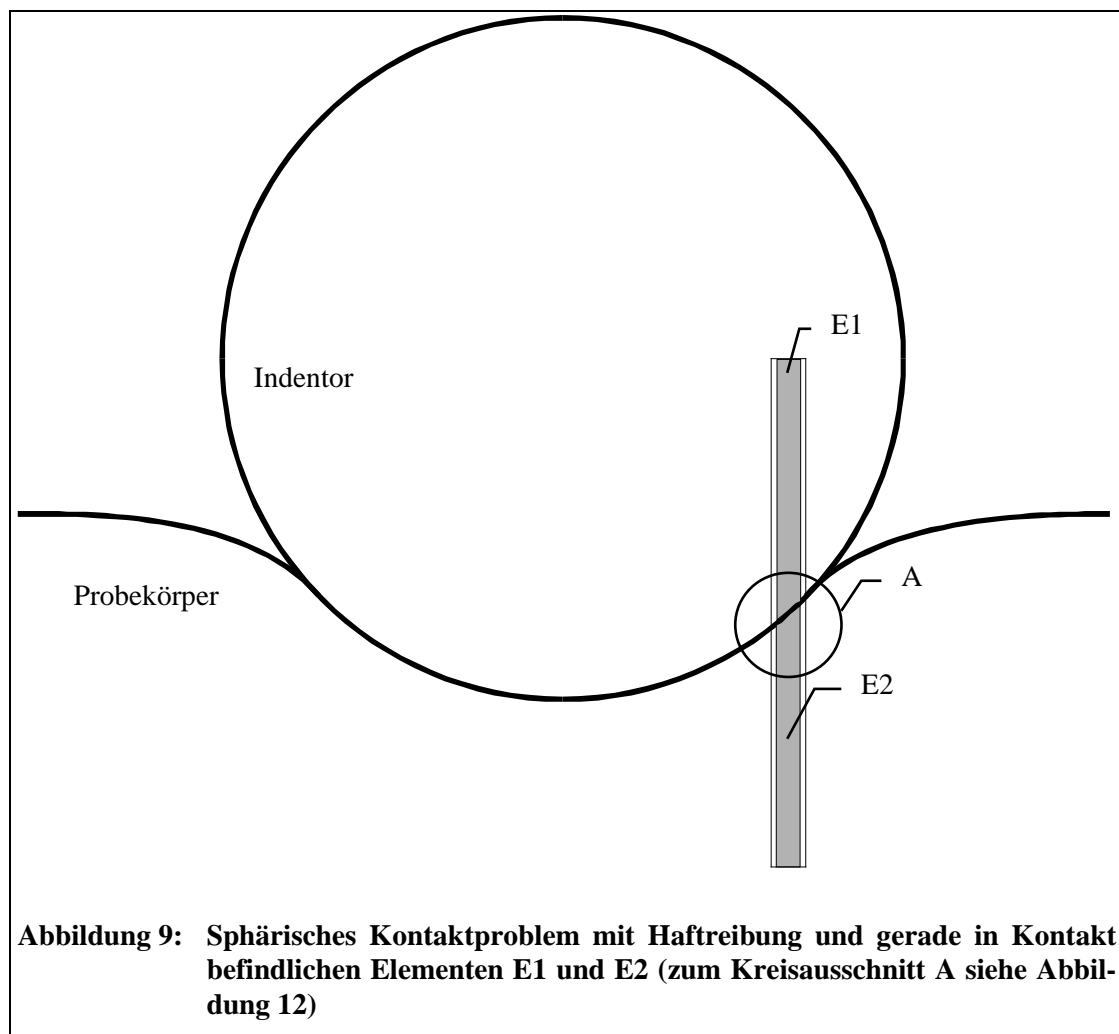 E1
Indentor
Probekörper
A
E2
Abbildung 9: Sphärisches Kontaktproblem mit Haftreibung und gerade in Kontakt
befindlichen Elementen E1 und E2 (zum Kreisausschnitt A siehe Abbil-
dung 12)